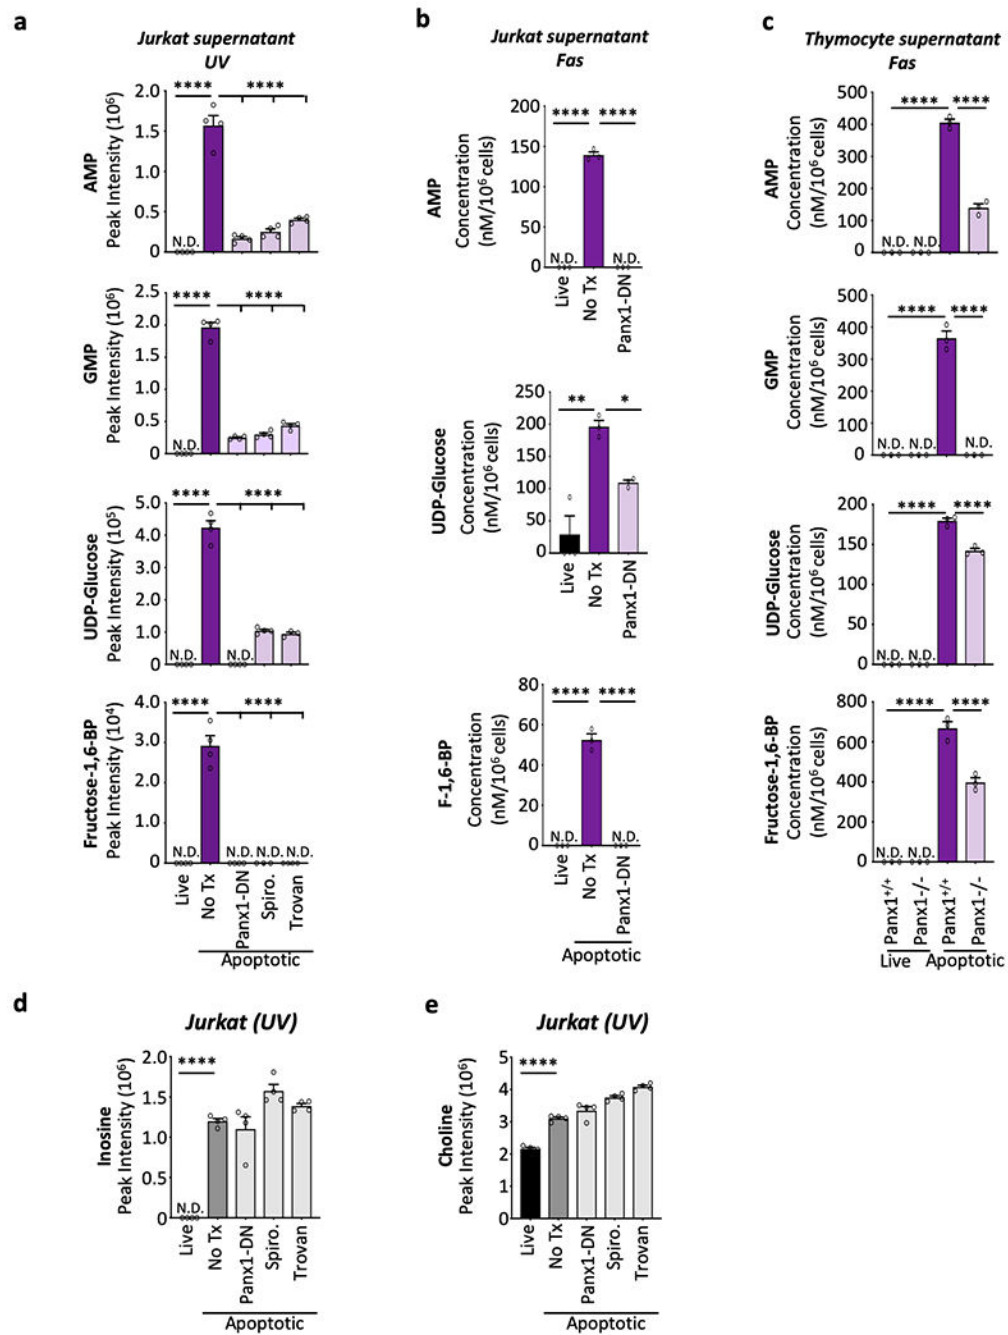 a
Jurkat supernatant
UV
AMP
Peak Intensity (10⁶)
2.0
1.5
1.0
0.5
0
**** ****
N.D.
GMP
Peak Intensity (10⁶)
2.5
2.0
1.5
1.0
0.5
0
**** ****
N.D.
UDP-Glucose
Peak Intensity (10⁵)
5.0
4.0
3.0
2.0
1.0
0
**** ****
N.D. N.D.
Fructose-1,6-BP
Peak Intensity (10⁴)
4.0
3.0
2.0
1.0
0
**** ****
N.D. N.D. N.D. N.D.
Live
No Tx
Panx1-DN
Spiro.
Trovan
Apoptotic
b
Jurkat supernatant
Fas
AMP
Concentration
(nM/10⁶ cells)
200
150
100
50
0
**** ****
N.D. N.D.
Live
No Tx
Panx1-DN
UDP-Glucose
Concentration
(nM/10⁶ cells)
250
200
150
100
50
0
** *
Live
No Tx
Panx1-DN
F-1,6-BP
Concentration
(nM/10⁶ cells)
80
60
40
20
0
**** ****
N.D. N.D.
Live
No Tx
Panx1-DN
Apoptotic
c
Thymocyte supernatant
Fas
AMP
Concentration
(nM/10⁶ cells)
500
400
300
200
100
0
**** ****
N.D. N.D.
GMP
Concentration
(nM/10⁶ cells)
500
400
300
200
100
0
**** ****
N.D. N.D. N.D.
UDP-Glucose
Concentration
(nM/10⁶ cells)
200
150
100
50
0
**** ****
N.D. N.D.
Fructose-1,6-BP
Concentration
(nM/10⁶ cells)
800
600
400
200
0
**** ****
N.D. N.D.
Panx1⁺/⁺
Panx1-/-
Panx1⁺/⁺
Panx1-/-
Live Apoptotic
d
Jurkat (UV)
Inosine
Peak Intensity (10⁶)
2.0
1.5
1.0
0.5
0
****
N.D.
Live
No Tx
Panx1-DN
Spiro.
Trovan
Apoptotic
e
Jurkat (UV)
Choline
Peak Intensity (10⁶)
5
4
3
2
1
0
****
Live
No Tx
Panx1-DN
Spiro.
Trovan
Apoptotic